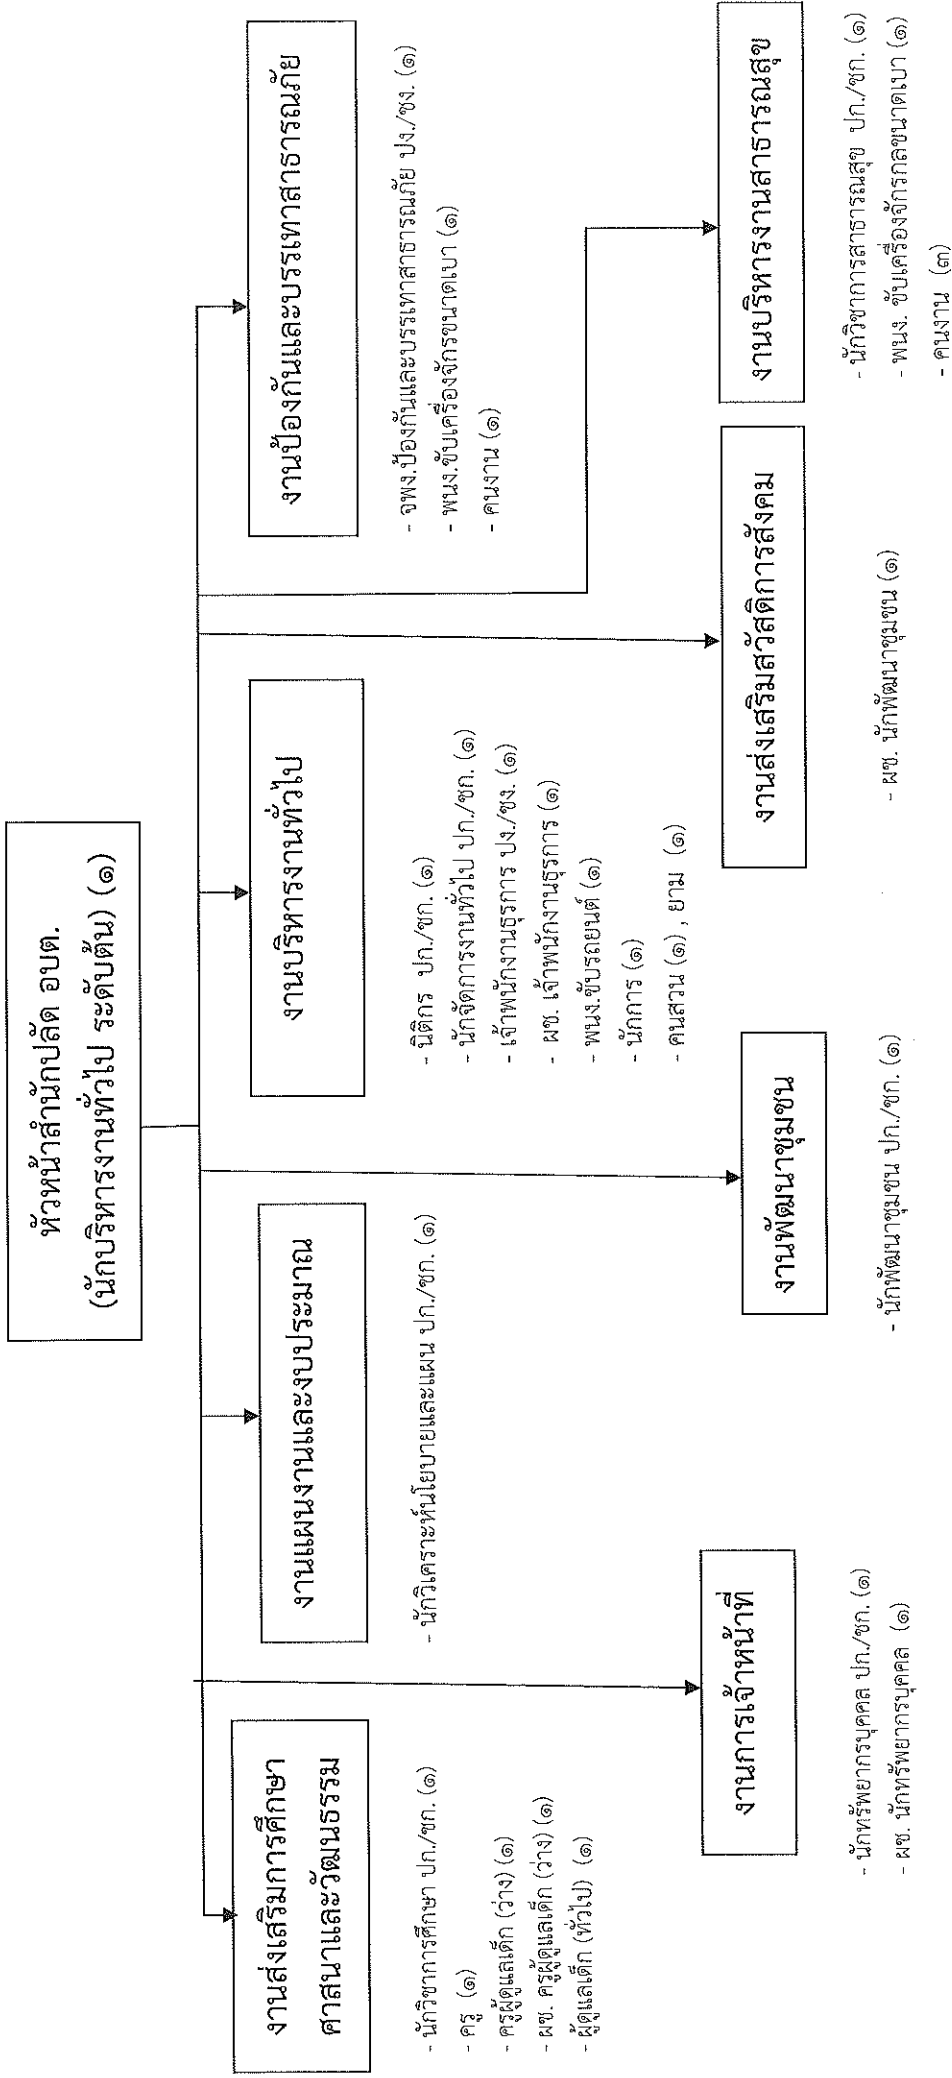 หัวหน้าสำนักปลัด อบต.
(นักบริหารงานทั่วไป ระดับต้น) (๑)
งานส่งเสริมการศึกษา
ศาสนาและวัฒนธรรม
- นักวิชาการศึกษา ปก./ชก. (๑)
- ครู (๑)
- ครูผู้ดูแลเด็ก (ว่าง) (๑)
- ผช. ครูผู้ดูแลเด็ก (ว่าง) (๑)
- ผู้ดูแลเด็ก (ทั่วไป) (๑)
งานแผนงานและงบประมาณ
- นักวิเคราะห์นโยบายและแผน ปก./ชก. (๑)
งานบริหารงานทั่วไป
- นิติกร ปก./ชก. (๑)
- นักจัดการงานทั่วไป ปก./ชก. (๑)
- เจ้าพนักงานธุรการ ปง./ชง. (๑)
- ผช. เจ้าพนักงานธุรการ (๑)
- พนง.ขับรถยนต์ (๑)
- นักการ (๑)
- คนสวน (๑) , ยาม (๑)
งานป้องกันและบรรเทาสาธารณภัย
- จพง.ป้องกันและบรรเทาสาธารณภัย ปง./ชง. (๑)
- พนง.ขับเครื่องจักรขนาดเบา (๑)
- คนงาน (๑)
งานการเจ้าหน้าที่
- นักทรัพยากรบุคคล ปก./ชก. (๑)
- ผช. นักทรัพยากรบุคคล (๑)
งานพัฒนาชุมชน
- นักพัฒนาชุมชน ปก./ชก. (๑)
งานส่งเสริมสวัสดิการสังคม
- ผช. นักพัฒนาชุมชน (๑)
งานบริหารงานสาธารณสุข
- นักวิชาการสาธารณสุข ปก./ชก. (๑)
- พนง. ขับเครื่องจักรกลขนาดเบา (๑)
- คนงาน (๓)